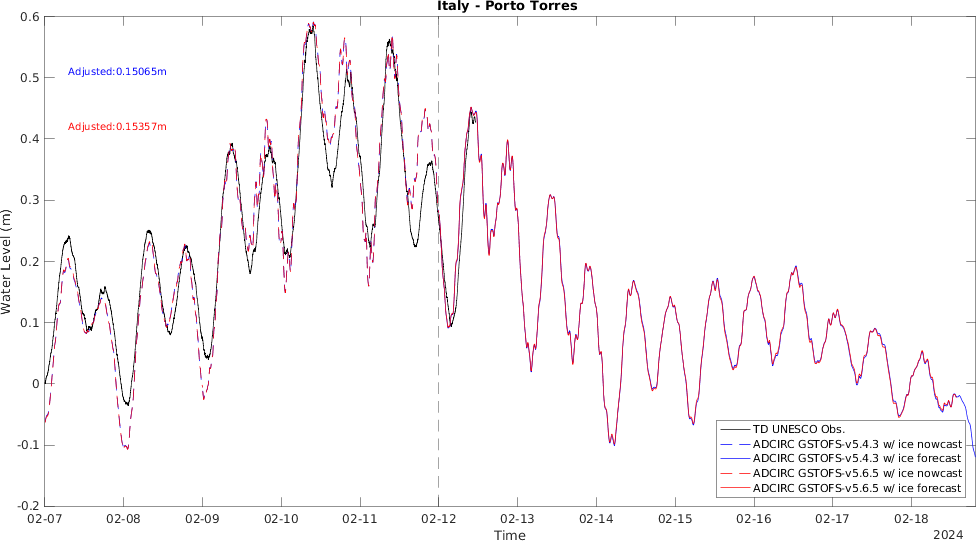 Italy - Porto Torres
0.6
0.5
0.4
0.3
0.2
0.1
0
-0.1
-0.2
Water Level (m)
Adjusted:0.15065m
Adjusted:0.15357m
TD UNESCO Obs.
ADCIRC GSTOFS-v5.4.3 w/ ice nowcast
ADCIRC GSTOFS-v5.4.3 w/ ice forecast
ADCIRC GSTOFS-v5.6.5 w/ ice nowcast
ADCIRC GSTOFS-v5.6.5 w/ ice forecast
02-07 02-08 02-09 02-10 02-11 02-12 02-13 02-14 02-15 02-16 02-17 02-18
Time
2024